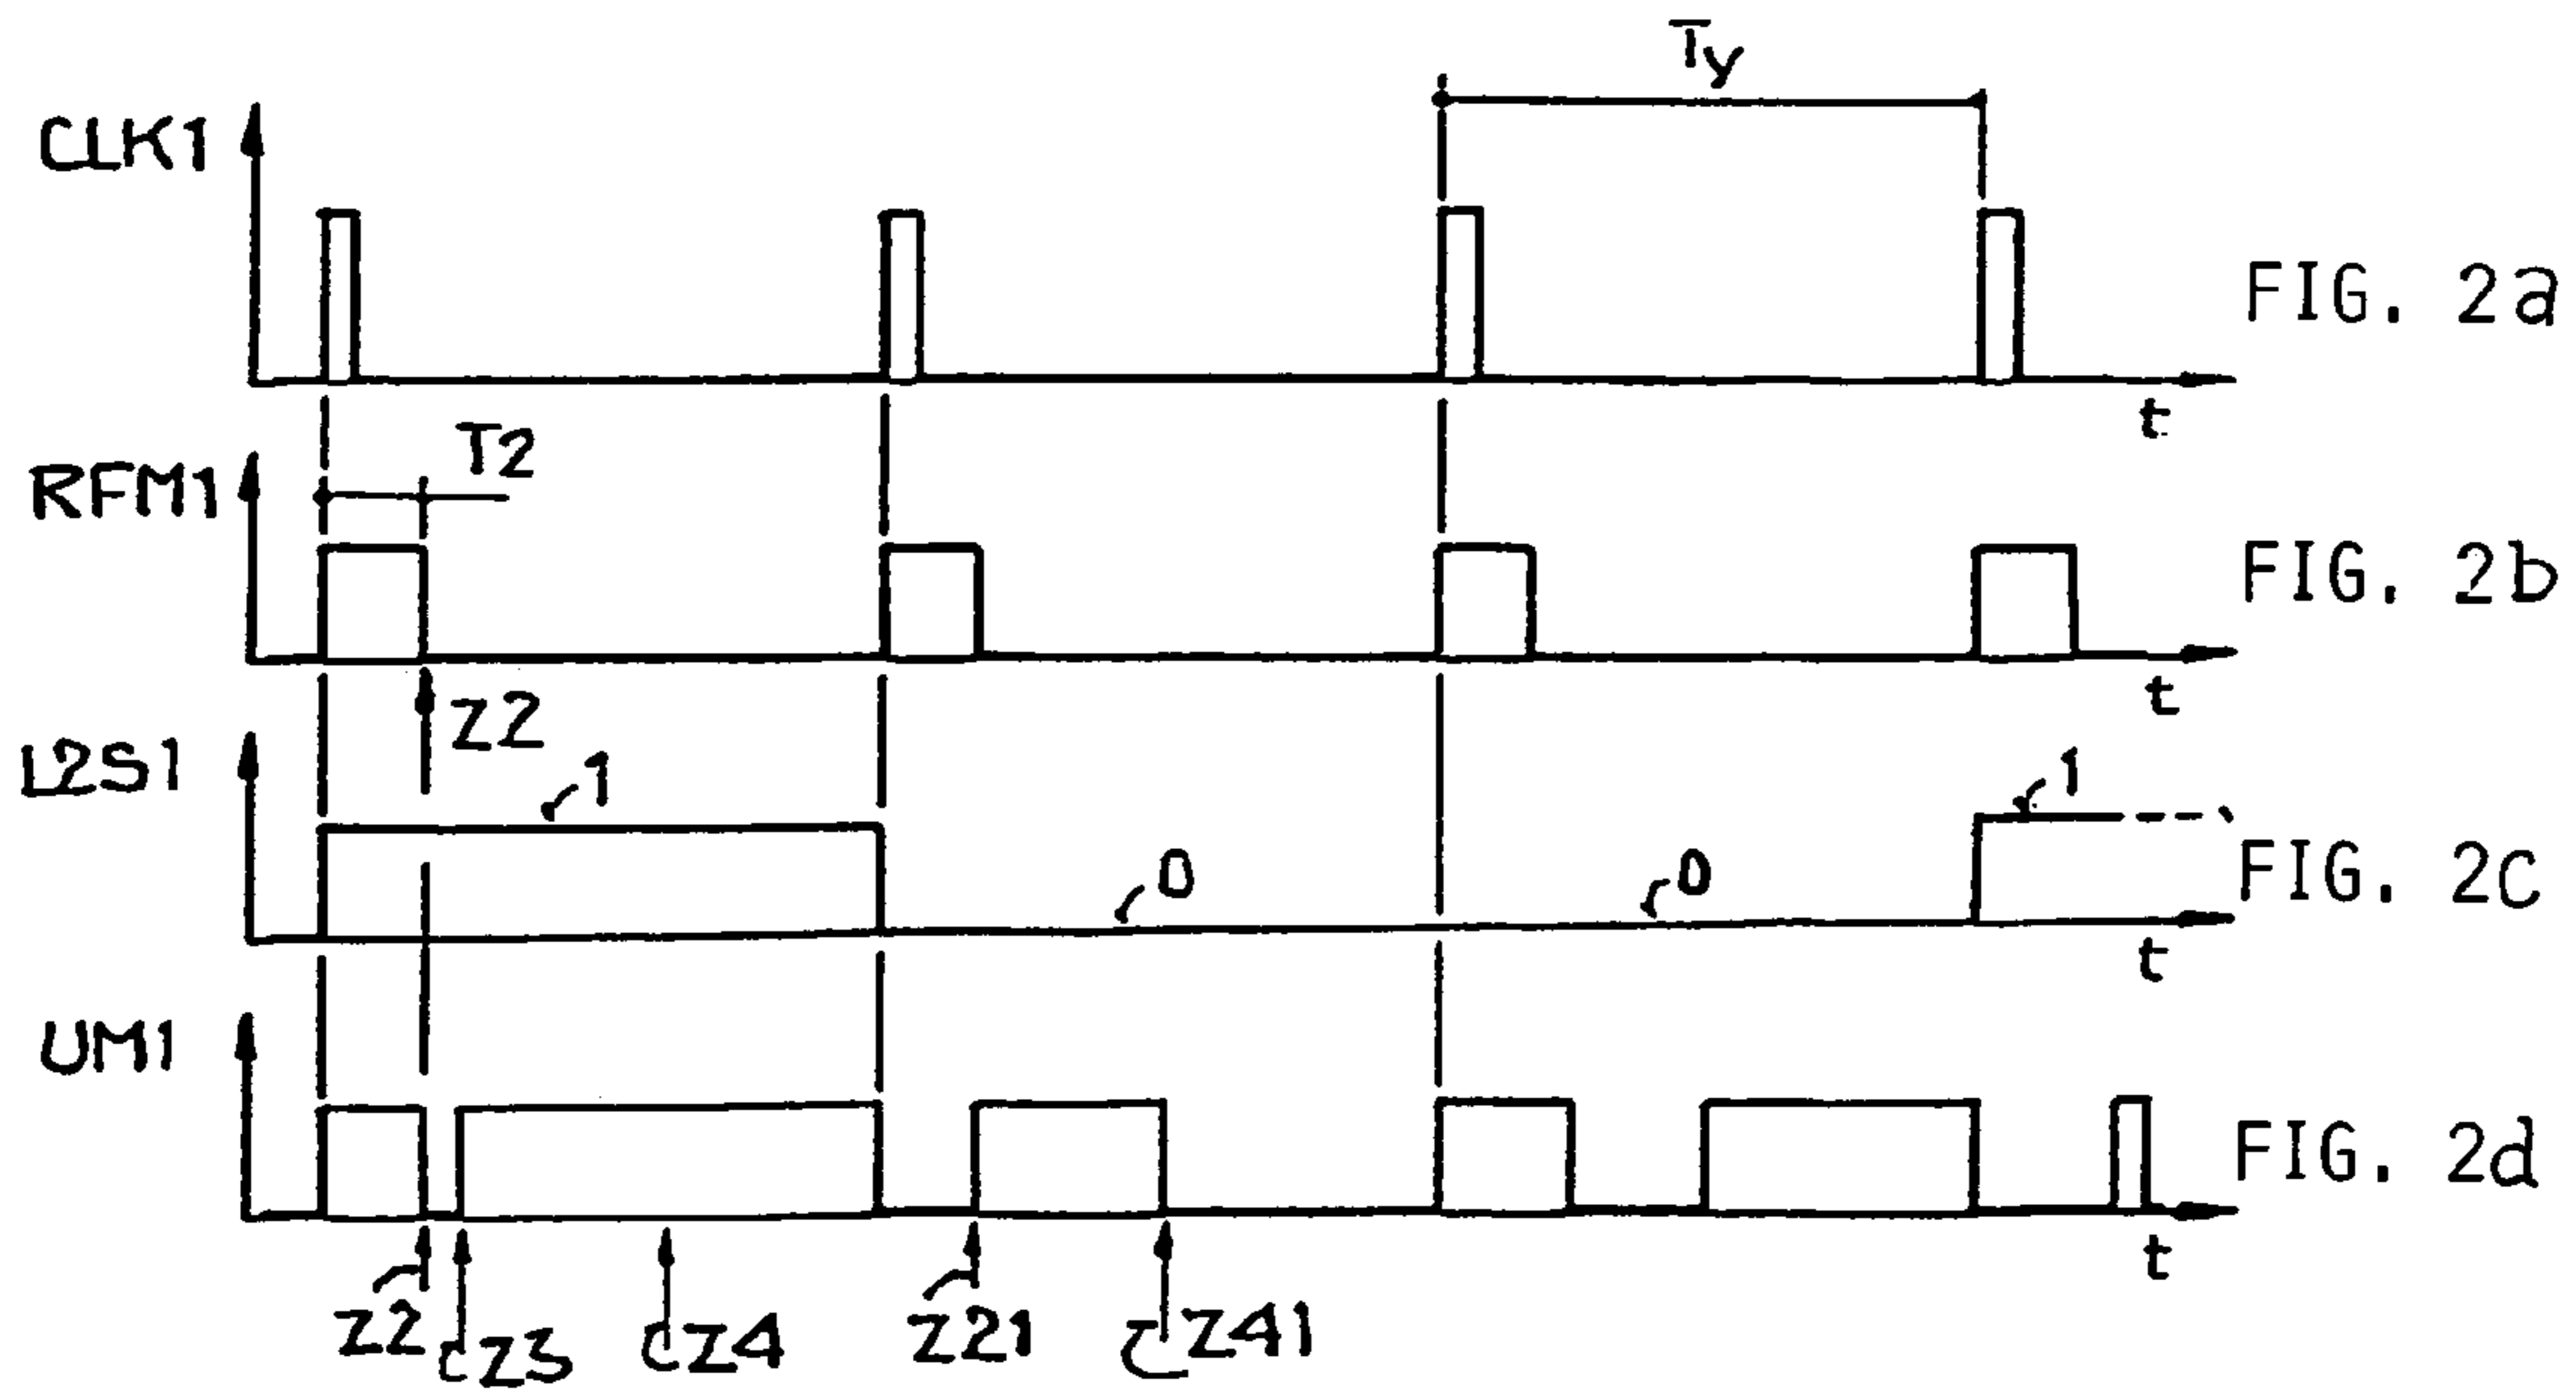 Ty
CLK1
FIG. 2a
t
T2
RFM1
FIG. 2b
t
Z2
L2S1
1
1
0
0
FIG. 2c
t
UM1
FIG. 2d
t
Z2
Z3
Z4
Z21
Z41